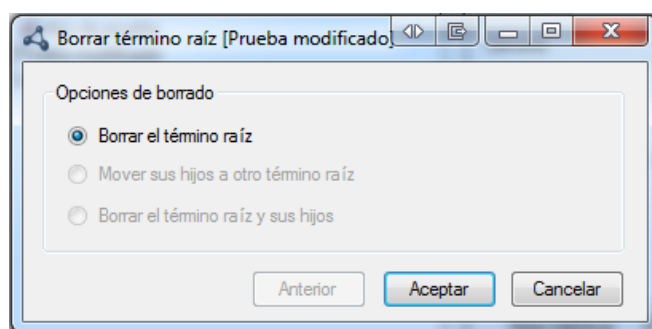 Borrar término raíz [Prueba modificado]
Opciones de borrado
Borrar el término raíz
Mover sus hijos a otro término raíz
Borrar el término raíz y sus hijos
Anterior Aceptar Cancelar